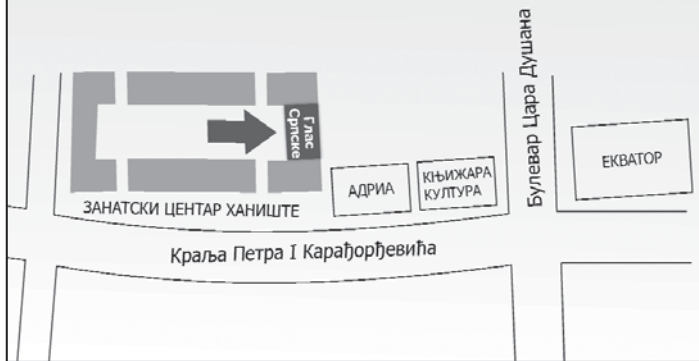 Глас
Српске
ЗАНАТСКИ ЦЕНТАР ХАНИШТЕ
АДРИА
КЊИЖАРА
КУЛТУРА
Булевар Цара Душана
ЕКВАТОР
Краља Петра I Карађорђевића